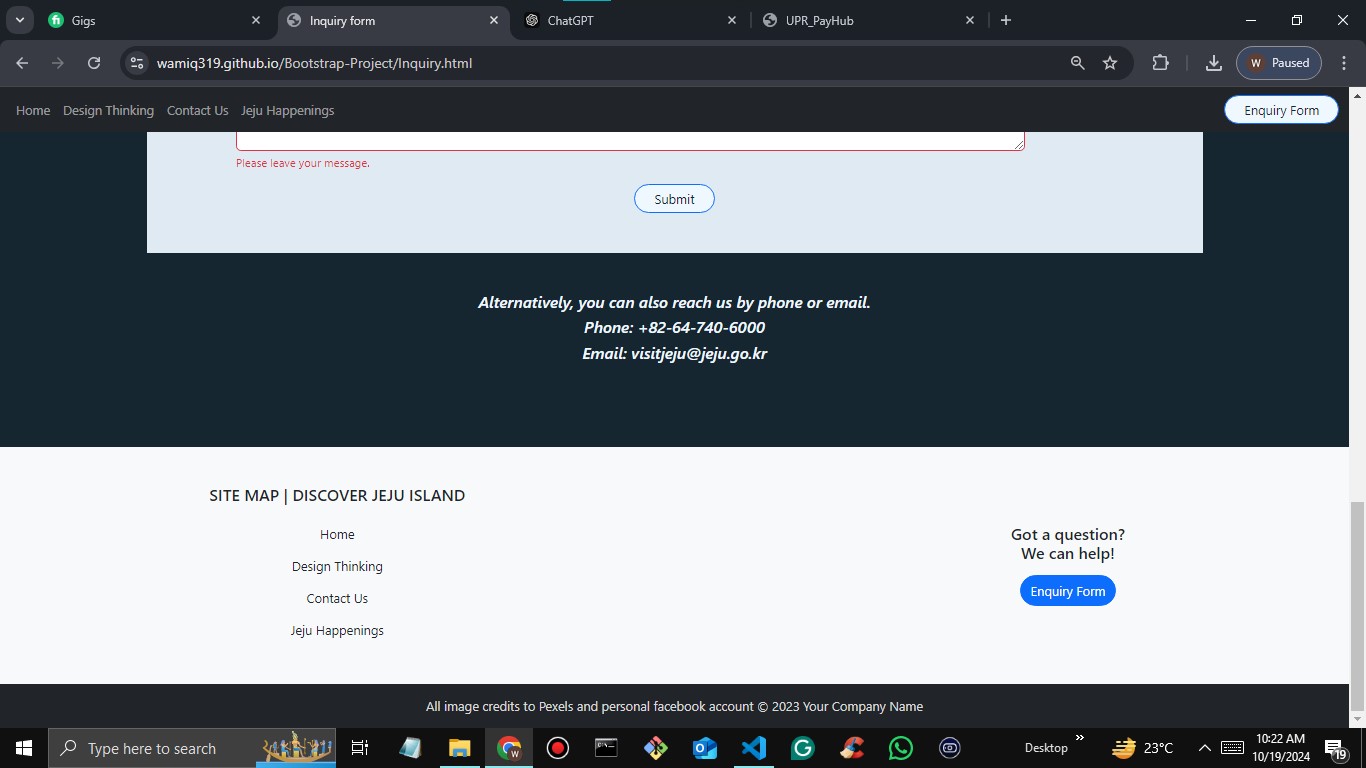 Gigs
Inquiry form
ChatGPT
UPR_PayHub
wamiq319.github.io/Bootstrap-Project/Inquiry.html
W Paused
Home Design Thinking Contact Us Jeju Happenings Enquiry Form
Please leave your message.
Submit
Alternatively, you can also reach us by phone or email.
Phone: +82-64-740-6000
Email: visitjeju@jeju.go.kr
SITE MAP | DISCOVER JEJU ISLAND
Home
Design Thinking
Contact Us
Jeju Happenings
Got a question?
We can help!
Enquiry Form
All image credits to Pexels and personal facebook account © 2023 Your Company Name
Type here to search
Desktop
23°C
10:22 AM
10/19/2024
19